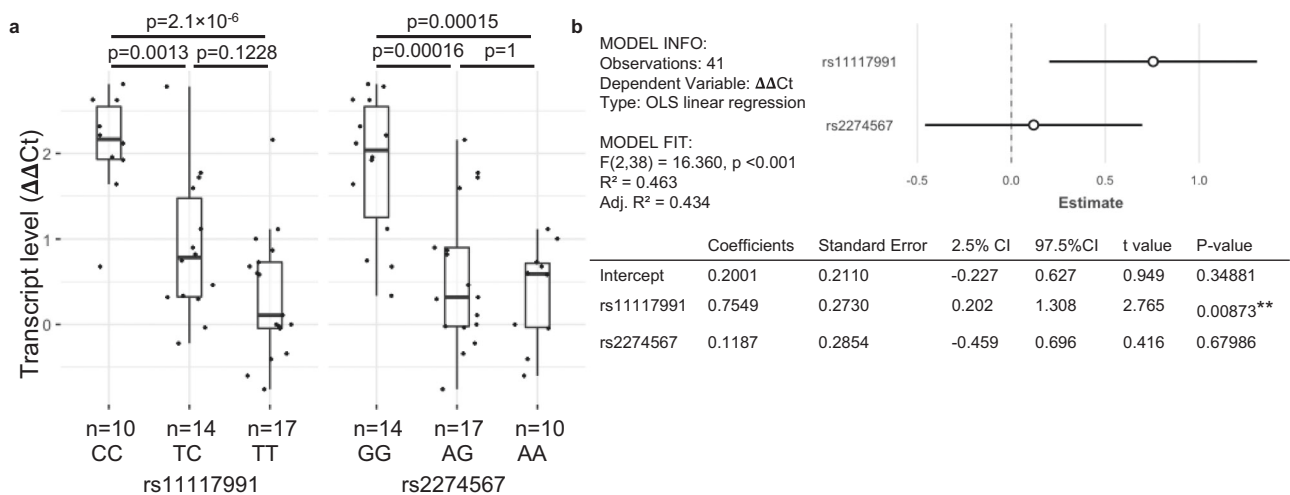 a
p=2.1×10⁻⁶
p=0.0013 p=0.1228
p=0.00015
p=0.00016 p=1
Transcript level (ΔΔCt)
2
1
0
n=10 n=14 n=17
CC TC TT
rs11117991
n=14 n=17 n=10
GG AG AA
rs2274567
b
MODEL INFO:
Observations: 41
Dependent Variable: ΔΔCt
Type: OLS linear regression
MODEL FIT:
F(2,38) = 16.360, p <0.001
R² = 0.463
Adj. R² = 0.434
rs11117991
rs2274567
-0.5 0.0 0.5 1.0
Estimate
Coefficients Standard Error 2.5% CI 97.5%CI t value P-value
Intercept 0.2001 0.2110 -0.227 0.627 0.949 0.34881
rs11117991 0.7549 0.2730 0.202 1.308 2.765 0.00873**
rs2274567 0.1187 0.2854 -0.459 0.696 0.416 0.67986